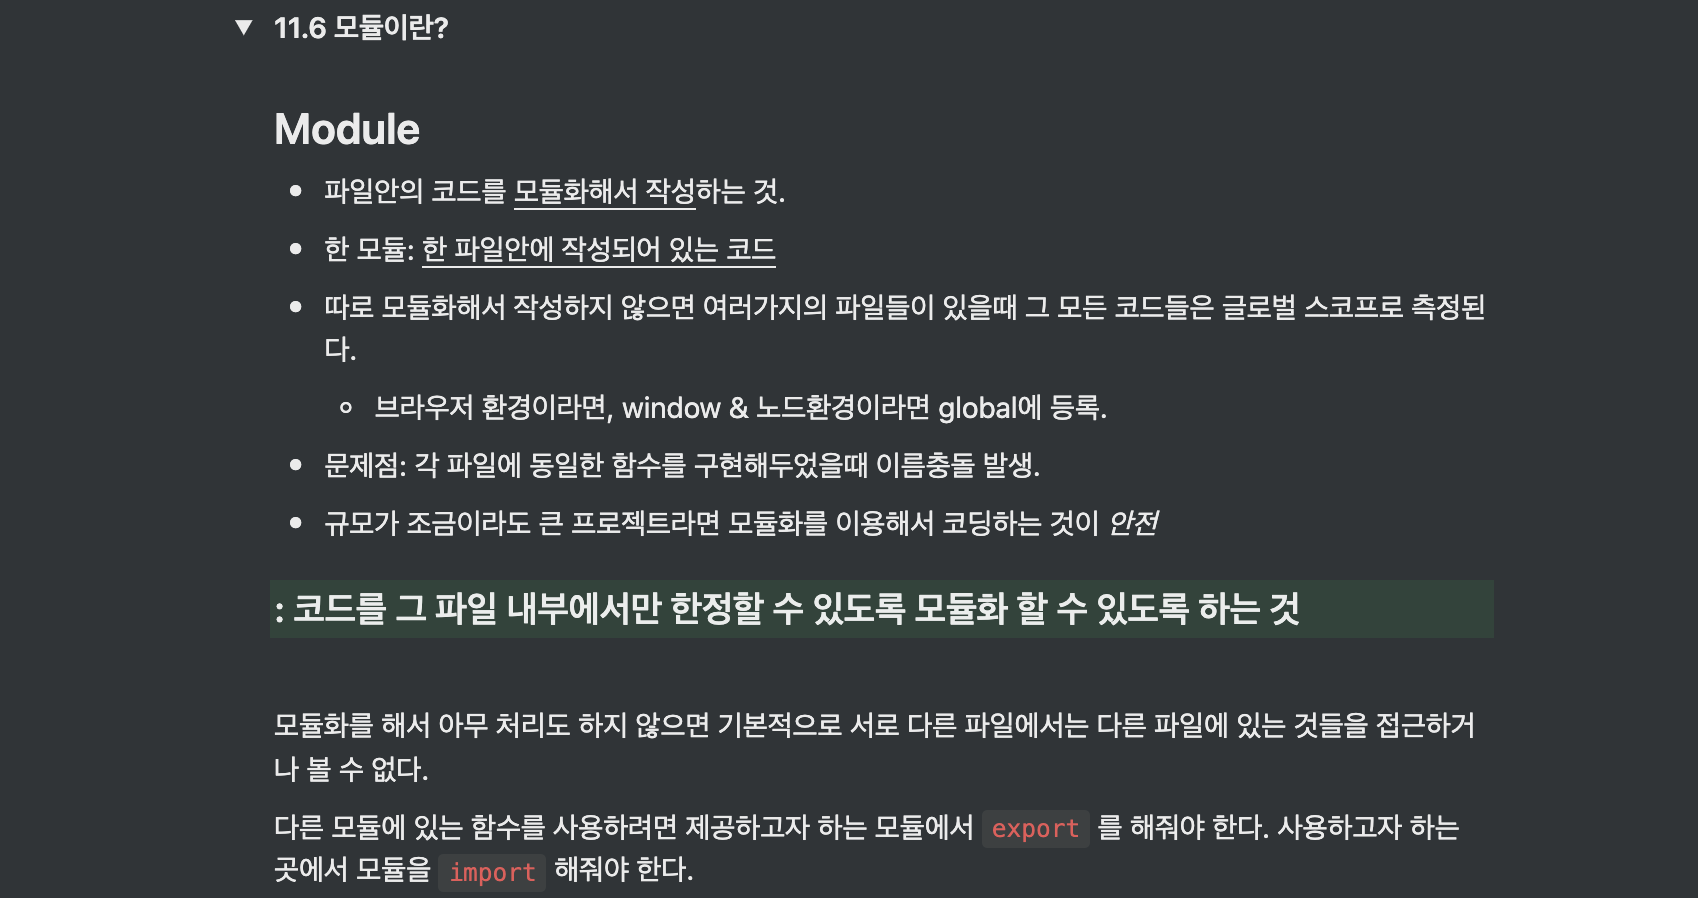 11.6 모듈이란?
Module
파일안의 코드를 모듈화해서 작성하는 것.
한 모듈: 한 파일안에 작성되어 있는 코드
따로 모듈화해서 작성하지 않으면 여러가지의 파일들이 있을때 그 모든 코드들은 글로벌 스코프로 측정된
다.
브라우저 환경이라면, window & 노드환경이라면 global에 등록.
문제점: 각 파일에 동일한 함수를 구현해두었을때 이름충돌 발생.
규모가 조금이라도 큰 프로젝트라면 모듈화를 이용해서 코딩하는 것이 안전
: 코드를 그 파일 내부에서만 한정할 수 있도록 모듈화 할 수 있도록 하는 것
모듈화를 해서 아무 처리도 하지 않으면 기본적으로 서로 다른 파일에서는 다른 파일에 있는 것들을 접근하거
나 볼 수 없다.
다른 모듈에 있는 함수를 사용하려면 제공하고자 하는 모듈에서 export 를 해줘야 한다. 사용하고자 하는
곳에서 모듈을 import 해줘야 한다.